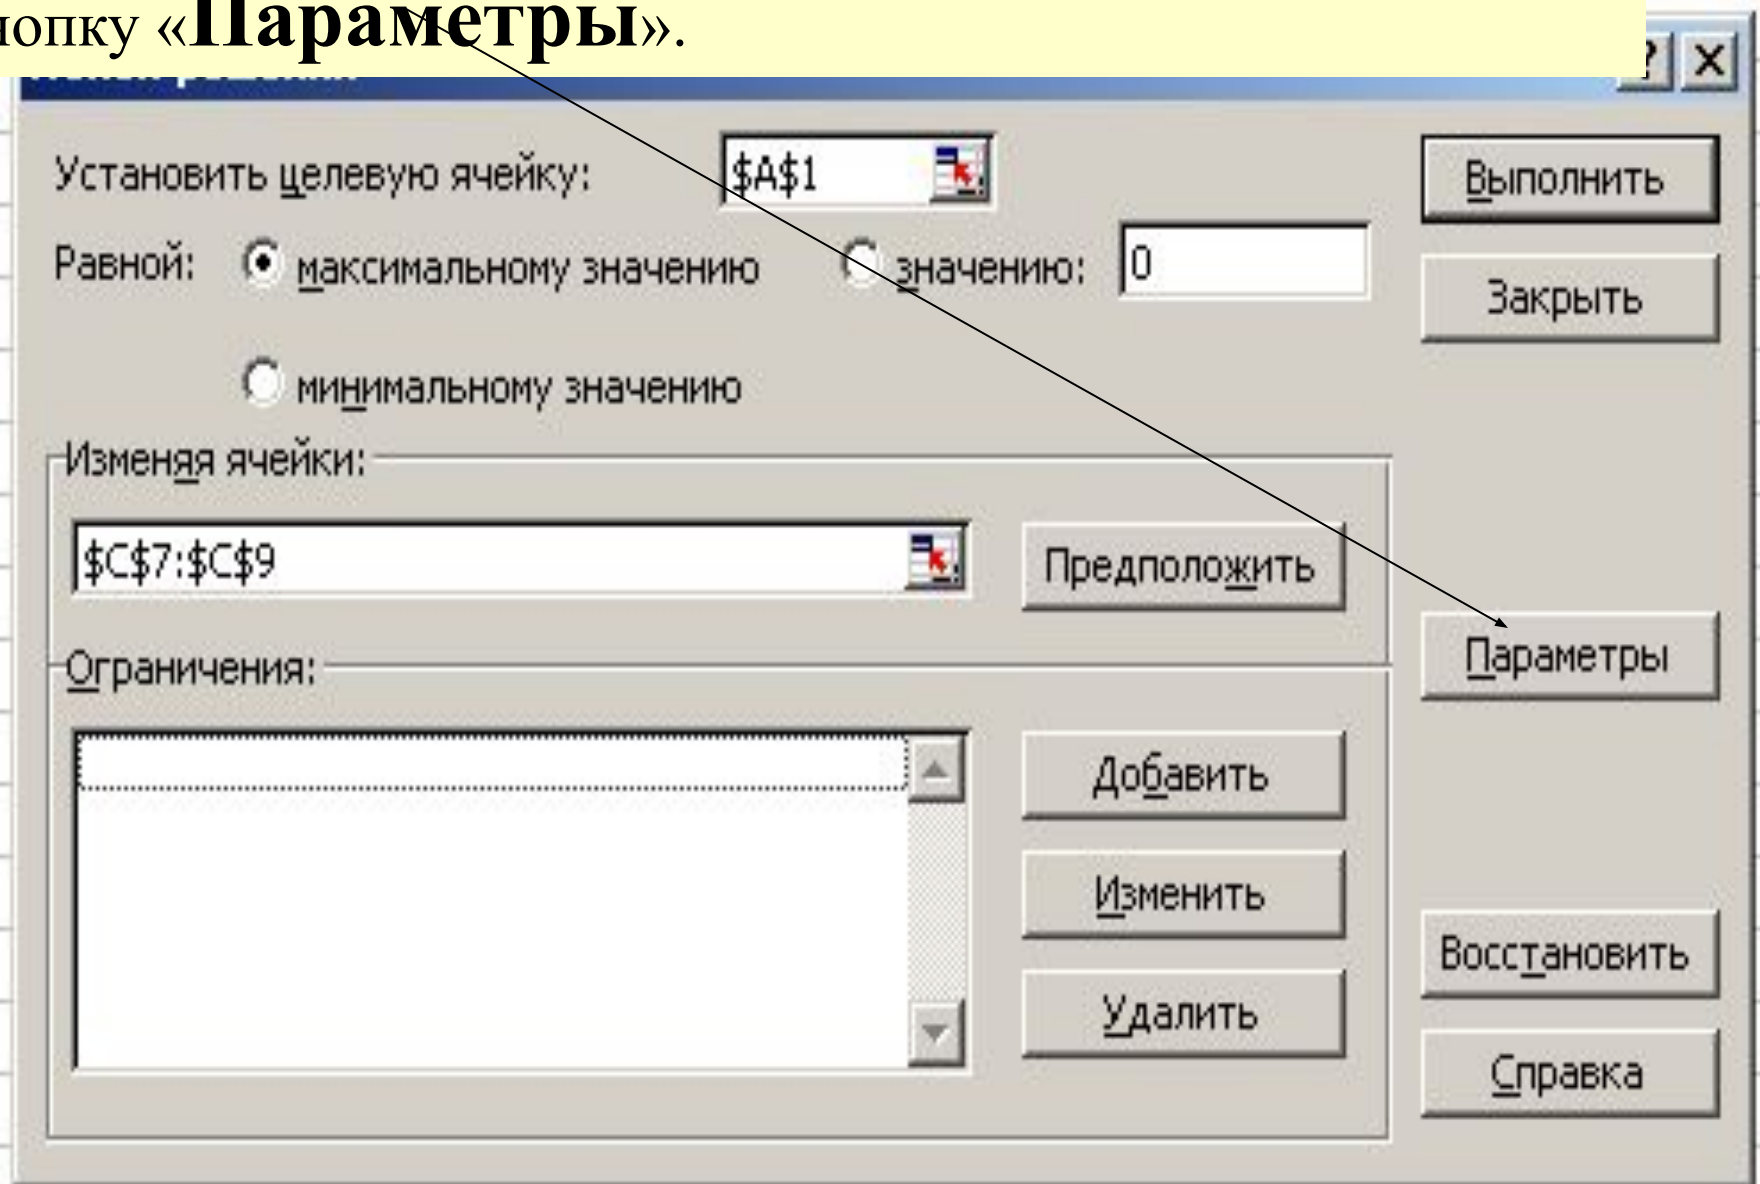 нопку «Параметры».
Установить целевую ячейку: $A$1
Выполнить
Равной: максимальному значению значению: 0
Закрыть
минимальному значению
Изменяя ячейки:
$C$7:$C$9
Предположить
Параметры
Ограничения:
Добавить
Изменить
Удалить
Восстановить
Справка